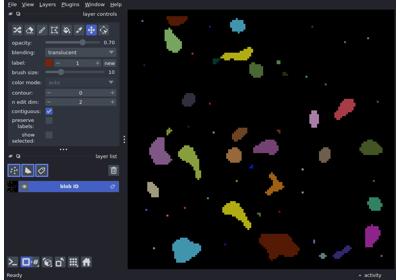 File View Layers Plugins Window Help
layer controls
opacity: 0.70
blending: translucent
label: 1 new
brush size: 10
color mode: auto
contour: 0
n edit dim: 2
contiguous:
preserve
labels:
show
selected:
layer list
blob ID
Ready
activity